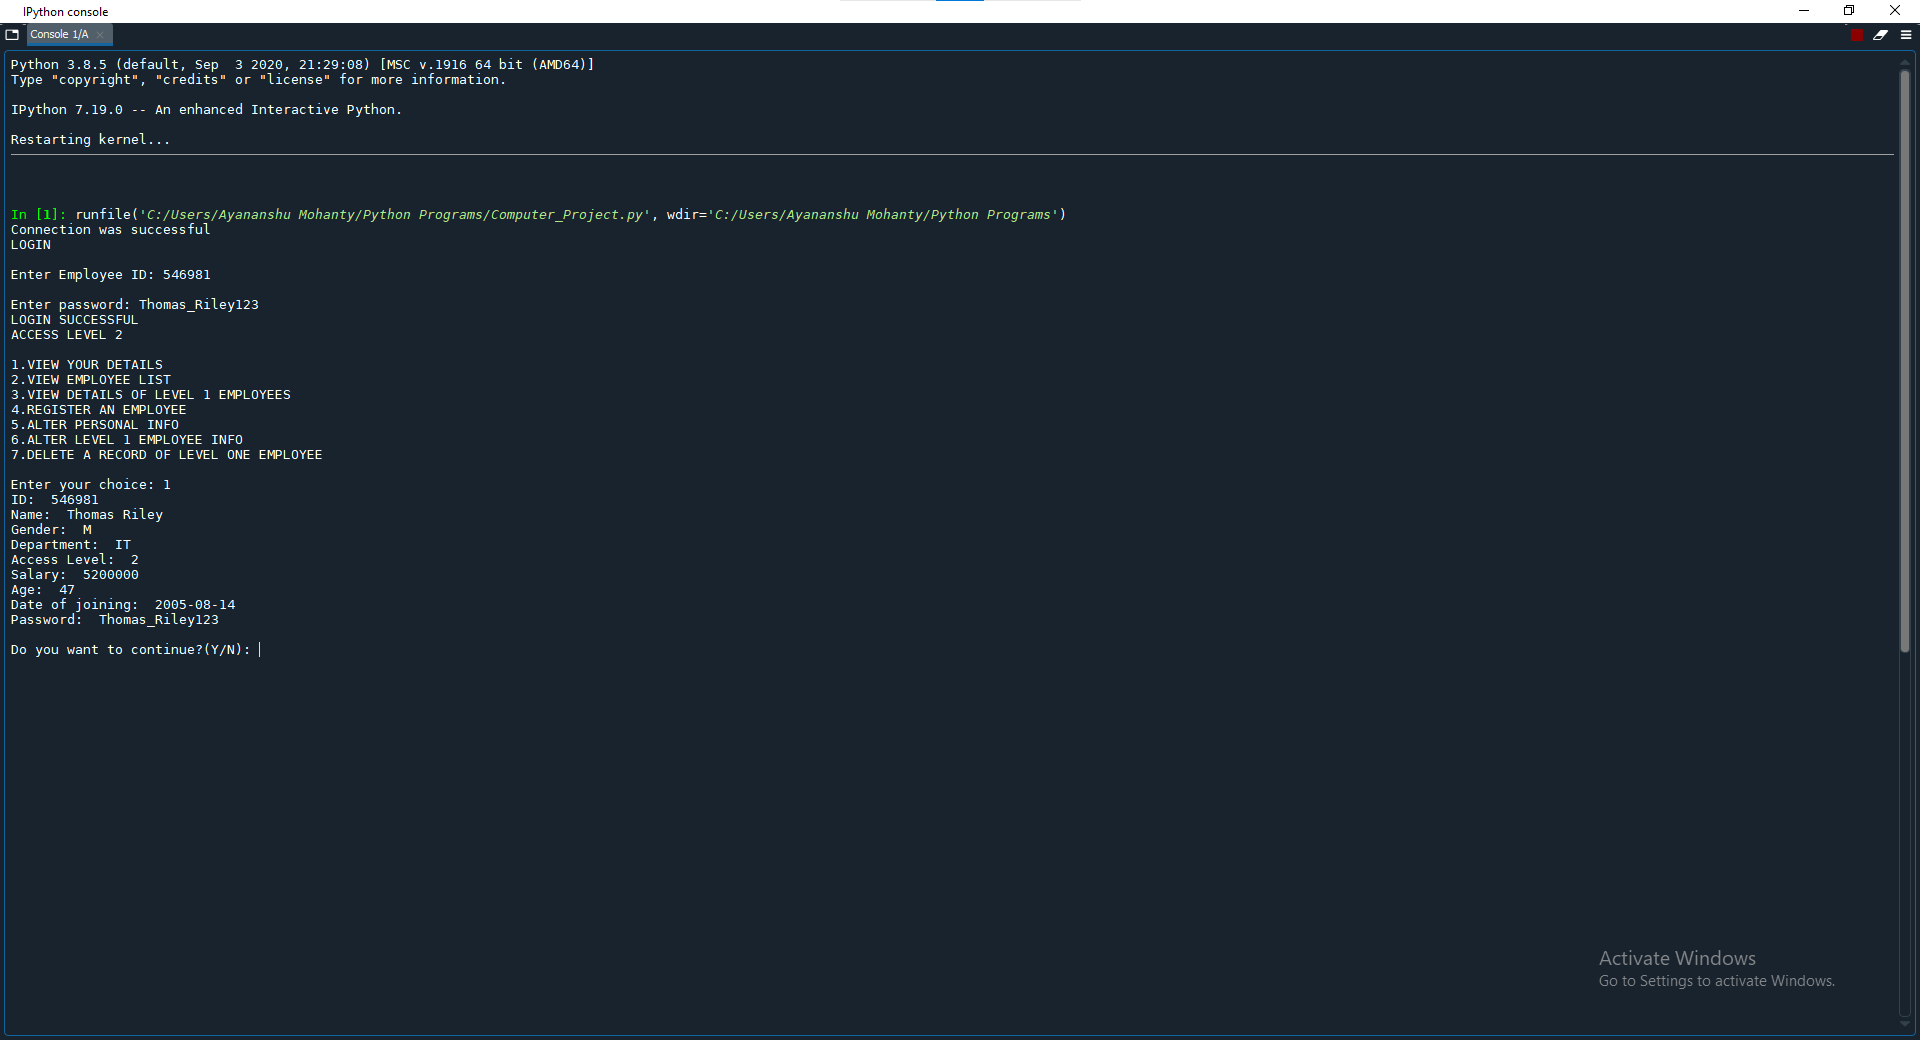 IPython console
Console 1/A
Python 3.8.5 (default, Sep  3 2020, 21:29:08) [MSC v.1916 64 bit (AMD64)]
Type "copyright", "credits" or "license" for more information.
IPython 7.19.0 -- An enhanced Interactive Python.
Restarting kernel...
In [1]: runfile('C:/Users/Ayananshu Mohanty/Python Programs/Computer_Project.py', wdir='C:/Users/Ayananshu Mohanty/Python Programs')
Connection was successful
LOGIN
Enter Employee ID: 546981
Enter password: Thomas_Riley123
LOGIN SUCCESSFUL
ACCESS LEVEL 2
1.VIEW YOUR DETAILS
2.VIEW EMPLOYEE LIST
3.VIEW DETAILS OF LEVEL 1 EMPLOYEES
4.REGISTER AN EMPLOYEE
5.ALTER PERSONAL INFO
6.ALTER LEVEL 1 EMPLOYEE INFO
7.DELETE A RECORD OF LEVEL ONE EMPLOYEE
Enter your choice: 1
ID:  546981
Name:  Thomas Riley
Gender:  M
Department:  IT
Access Level:  2
Salary:  5200000
Age:  47
Date of joining:  2005-08-14
Password:  Thomas_Riley123
Do you want to continue?(Y/N):
Activate Windows
Go to Settings to activate Windows.